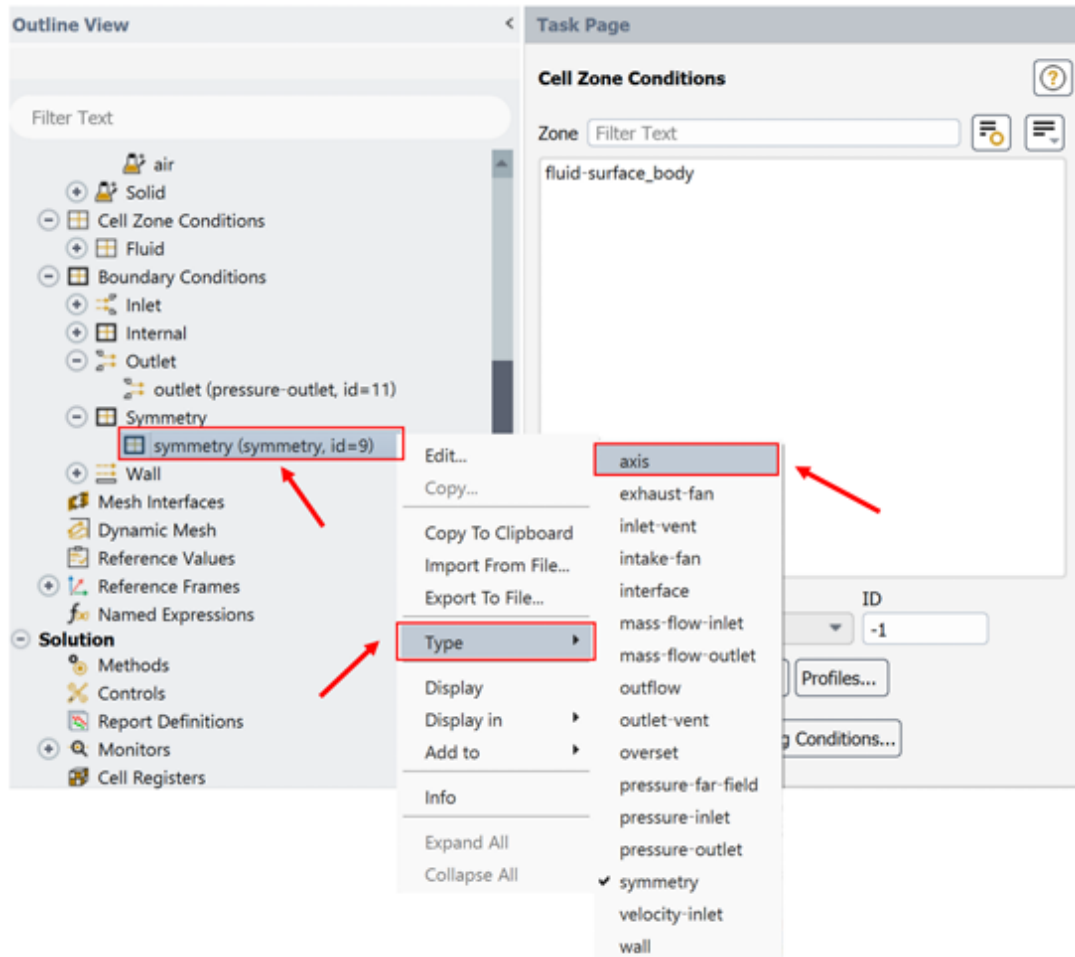 Outline View
<
Filter Text
air
Solid
Cell Zone Conditions
Fluid
Boundary Conditions
Inlet
Internal
Outlet
outlet (pressure-outlet, id=11)
Symmetry
symmetry (symmetry, id=9)
Wall
Mesh Interfaces
Dynamic Mesh
Reference Values
Reference Frames
Named Expressions
Solution
Methods
Controls
Report Definitions
Monitors
Cell Registers
Edit...
Copy...
Copy To Clipboard
Import From File...
Export To File...
Type
Display
Display in
Add to
Info
Expand All
Collapse All
axis
exhaust-fan
inlet-vent
intake-fan
interface
mass-flow-inlet
mass-flow-outlet
outflow
outlet-vent
overset
pressure-far-field
pressure-inlet
pressure-outlet
symmetry
velocity-inlet
wall
Task Page
Cell Zone Conditions
?
Zone Filter Text
fluid-surface_body
ID
-1
Profiles...
Conditions...